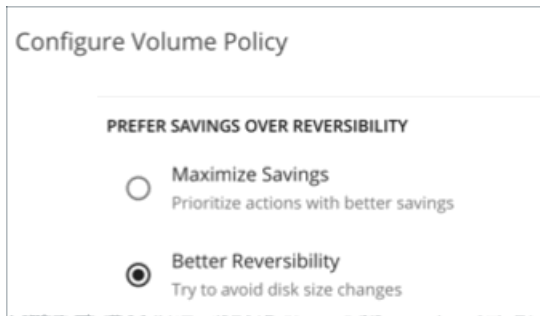 Configure Volume Policy
PREFER SAVINGS OVER REVERSIBILITY
Maximize Savings
Prioritize actions with better savings
Better Reversibility
Try to avoid disk size changes